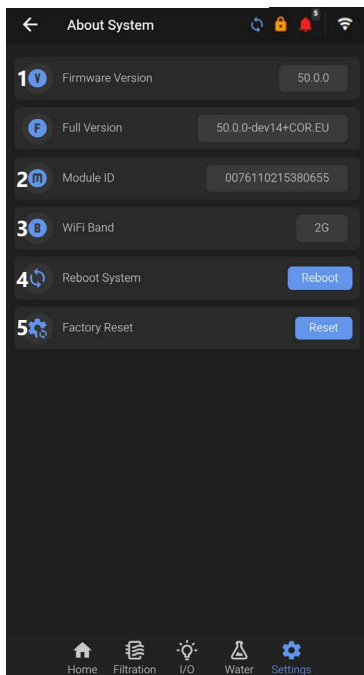 About System
5
1 V Firmware Version 50.0.0
F Full Version 50.0.0-dev14+COR.EU
2 m Module ID 0076110215380655
3 B WiFi Band 2G
4 Reboot System Reboot
5 Factory Reset Reset
Home Filtration I/O Water Settings